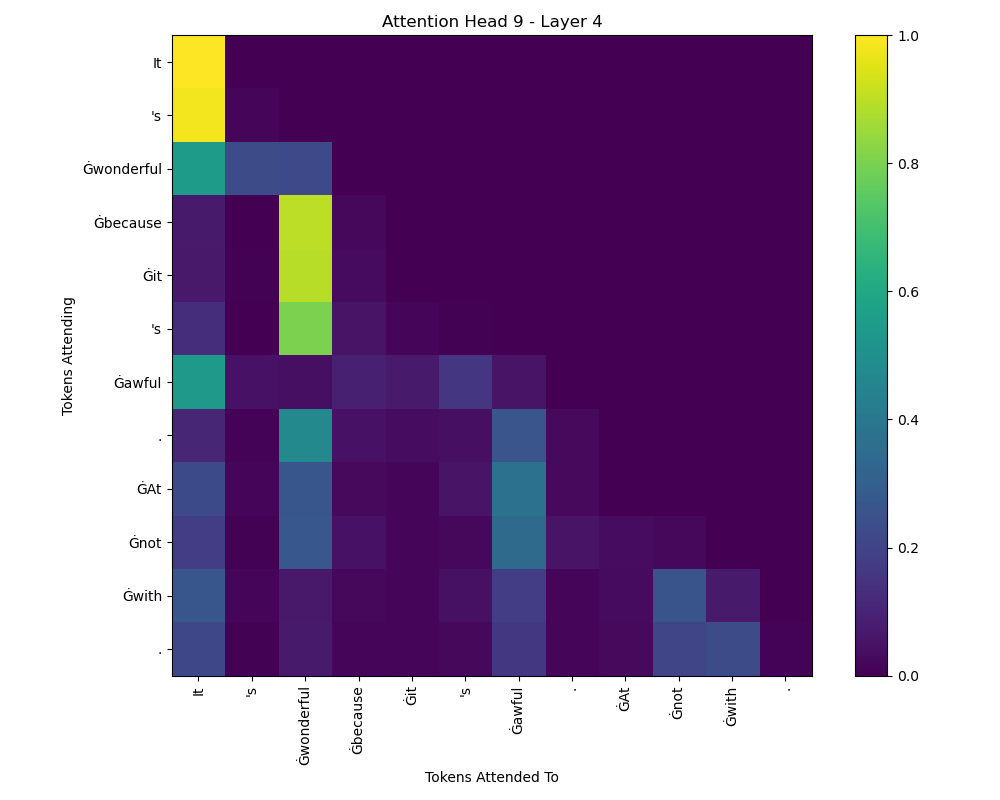 Attention Head 9 - Layer 4
Tokens Attending
It
's
Ġwonderful
Ġbecause
Ġit
's
Ġawful
.
ĠAt
Ġnot
Ġwith
.
It
's
Ġwonderful
Ġbecause
Ġit
's
Ġawful
.
ĠAt
Ġnot
Ġwith
.
Tokens Attended To
1.0
0.8
0.6
0.4
0.2
0.0